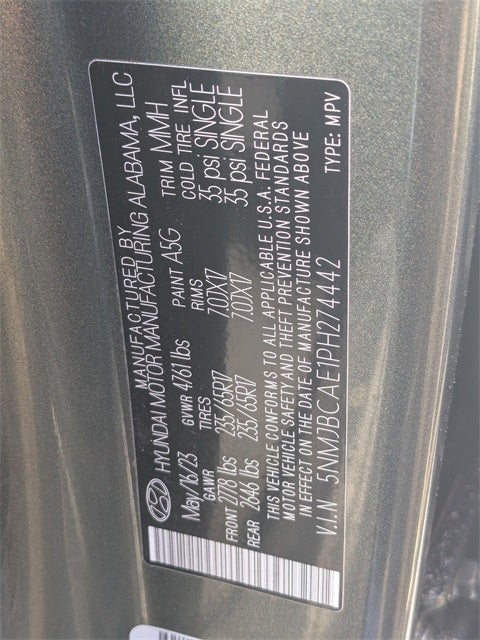 MANUFACTURED BY
HYUNDAI MOTOR MANUFACTURING ALABAMA, LLC
May/16/23 GVWR 4761 lbs PAINT A5G TRIM MMH
GAWR TIRES RIMS COLD TIRE INFL
FRONT 2778 lbs 235/65R17 7.0JX17 35 psi SINGLE
REAR 2646 lbs 235/65R17 7.0JX17 35 psi SINGLE
THIS VEHICLE CONFORMS TO ALL APPLICABLE U.S.A. FEDERAL
MOTOR VEHICLE SAFETY AND THEFT PREVENTION STANDARDS
IN EFFECT ON THE DATE OF MANUFACTURE SHOWN ABOVE
V.I.N 5NMJBCAE1PH274442 TYPE: MPV